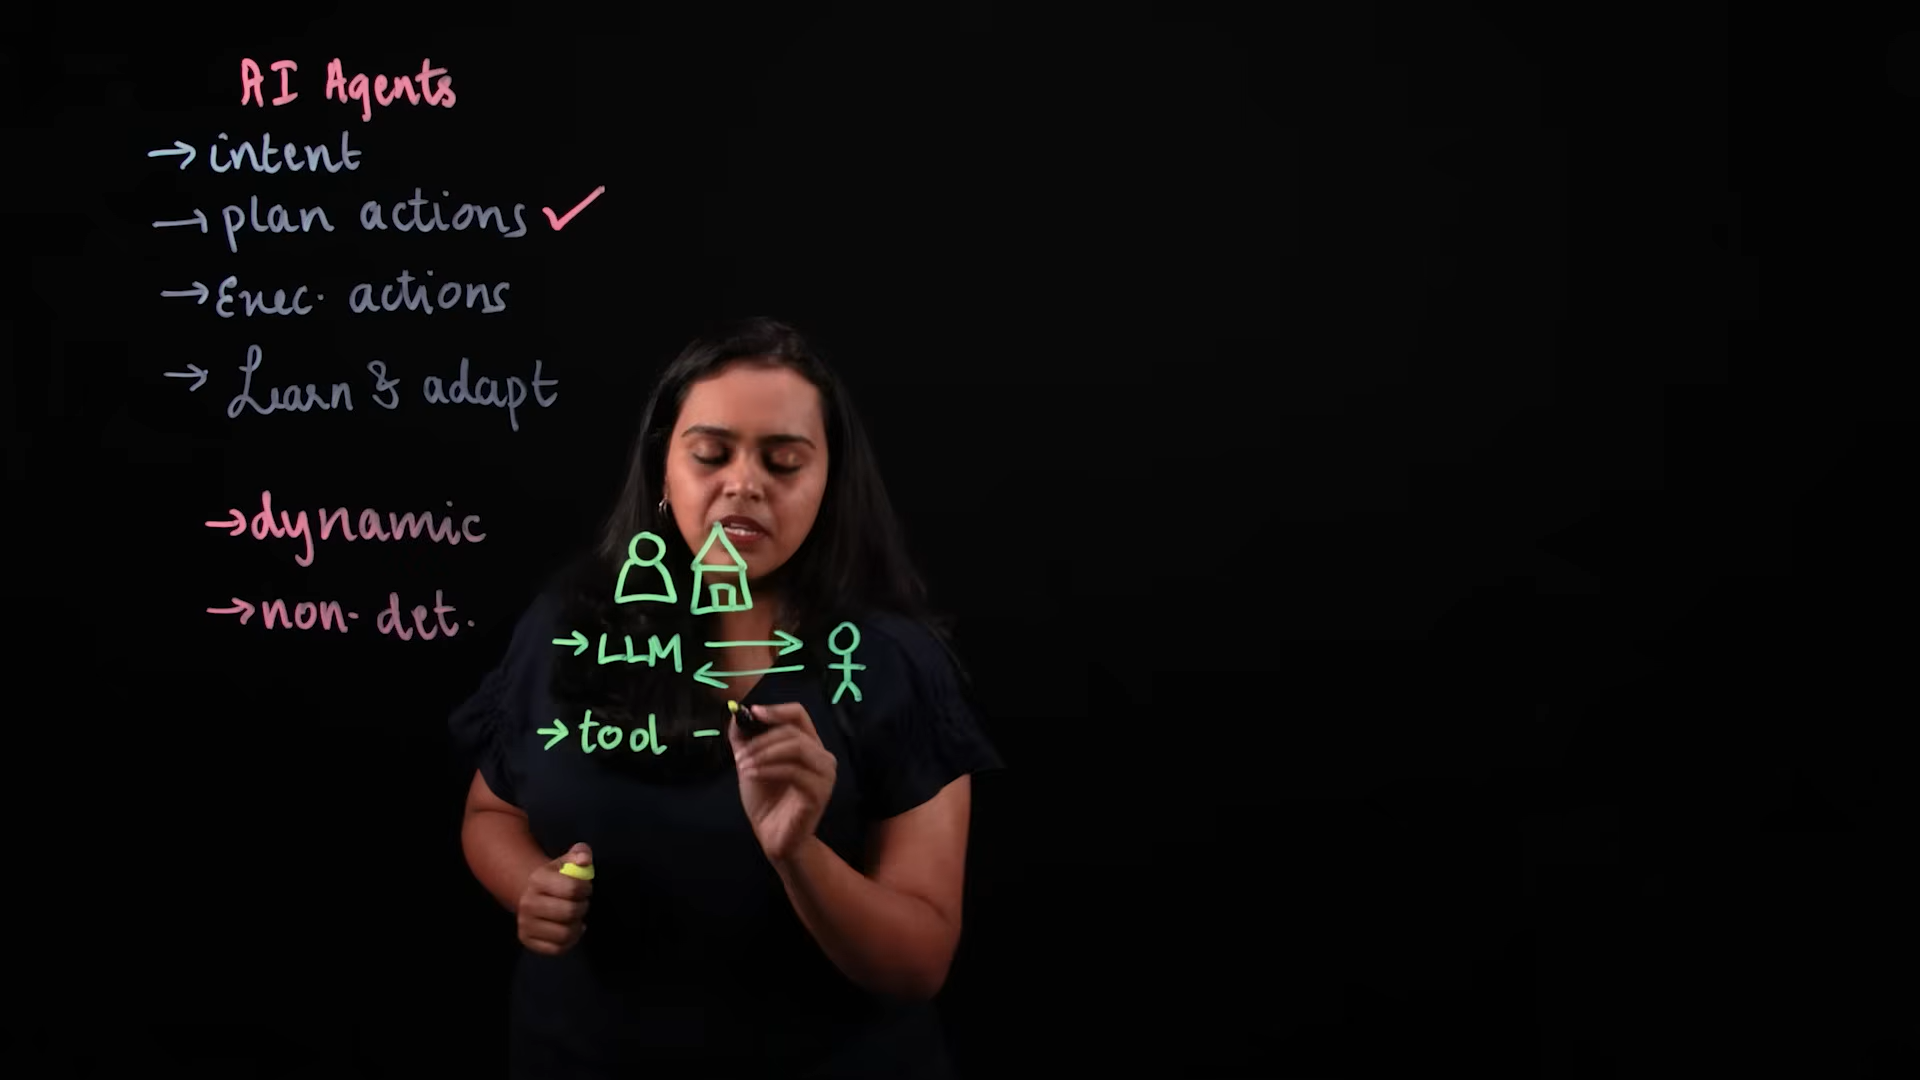 AI Agents
→ intent
→ plan actions ✓
→ Exec. actions
→ Learn & adapt
→ dynamic
→ non-det.
→ LLM
→ tool -